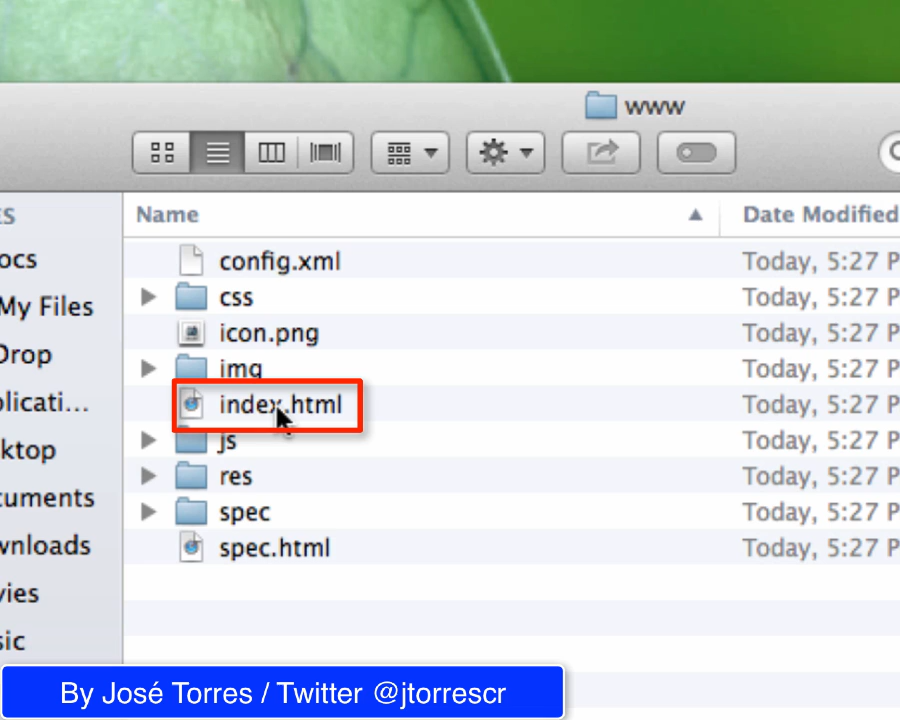 www
ES
Name
Date Modified
ocs
config.xml
Today, 5:27 P
css
Today, 5:27 P
My Files
icon.png
Today, 5:27 P
Drop
img
Today, 5:27 P
plicati...
index.html
Today, 5:27 P
ktop
js
Today, 5:27 P
res
Today, 5:27 P
cuments
spec
Today, 5:27 P
wnloads
spec.html
Today, 5:27 P
vies
sic
By José Torres / Twitter @jtorrescr